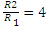 R2/R1 = 4